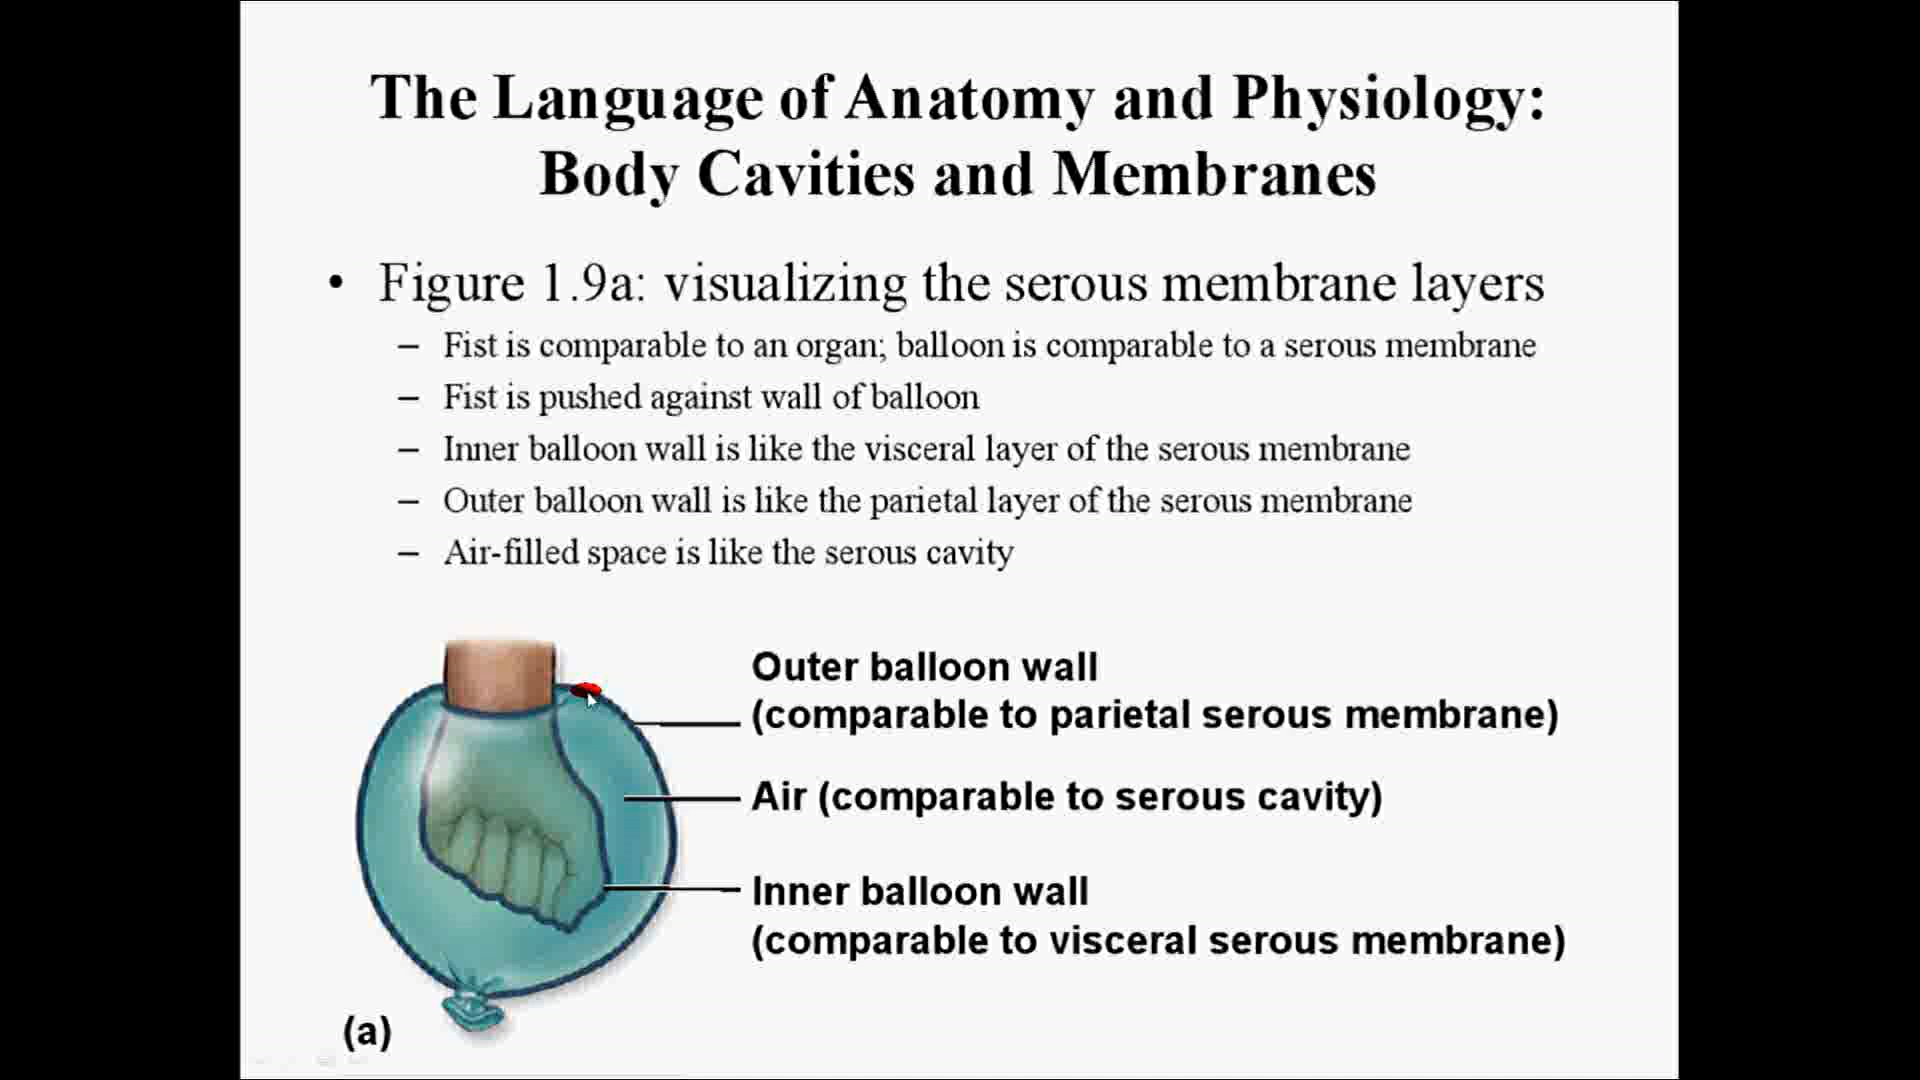 The Language of Anatomy and Physiology:
Body Cavities and Membranes
• Figure 1.9a: visualizing the serous membrane layers
– Fist is comparable to an organ; balloon is comparable to a serous membrane
– Fist is pushed against wall of balloon
– Inner balloon wall is like the visceral layer of the serous membrane
– Outer balloon wall is like the parietal layer of the serous membrane
– Air-filled space is like the serous cavity
Outer balloon wall
(comparable to parietal serous membrane)
Air (comparable to serous cavity)
Inner balloon wall
(comparable to visceral serous membrane)
(a)